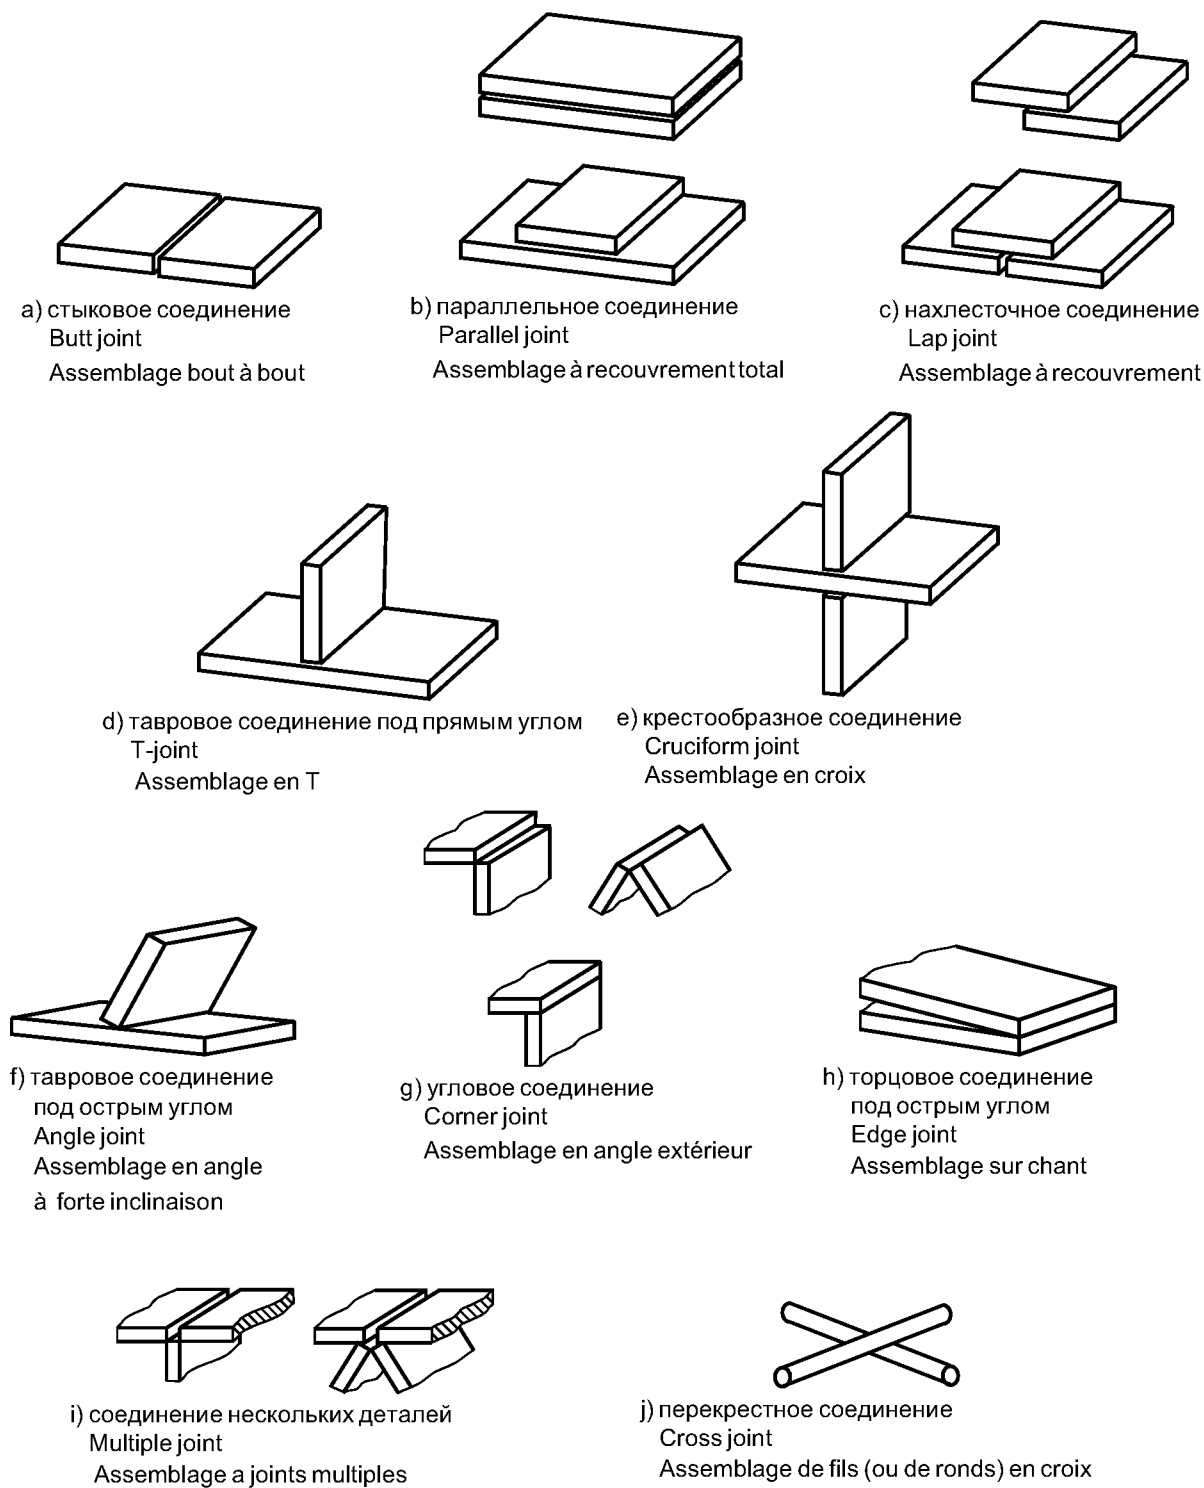 a) стыковое соединение
Butt joint
Assemblage bout à bout
b) параллельное соединение
Parallel joint
Assemblage à recouvrement total
c) нахлесточное соединение
Lap joint
Assemblage à recouvrement
d) тавровое соединение под прямым углом
T-joint
Assemblage en T
e) крестообразное соединение
Cruciform joint
Assemblage en croix
f) тавровое соединение
под острым углом
Angle joint
Assemblage en angle
à forte inclinaison
g) угловое соединение
Corner joint
Assemblage en angle extérieur
h) торцовое соединение
под острым углом
Edge joint
Assemblage sur chant
i) соединение нескольких деталей
Multiple joint
Assemblage a joints multiples
j) перекрестное соединение
Cross joint
Assemblage de fils (ou de ronds) en croix